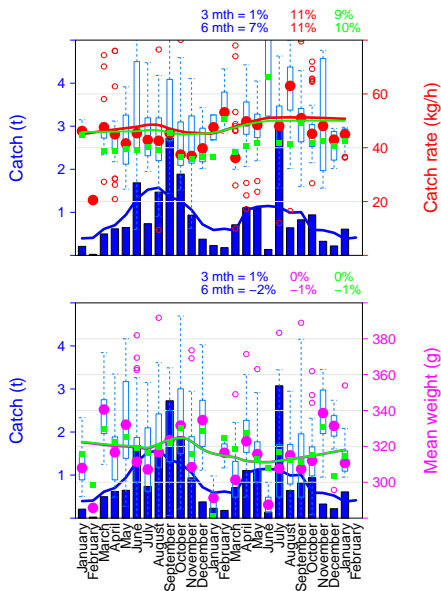 3 mth = 1% 11% 9%
6 mth = 7% 11% 10%
Catch (t)
5
4
3
2
1
Catch rate (kg/h)
60
40
20
3 mth = 1% 0% 0%
6 mth = −2% −1% −1%
Catch (t)
5
4
3
2
1
Mean weight (g)
380
360
340
320
300
January
February
March
April
May
June
July
August
September
October
November
December
January
February
March
April
May
June
July
August
September
October
November
December
January
February